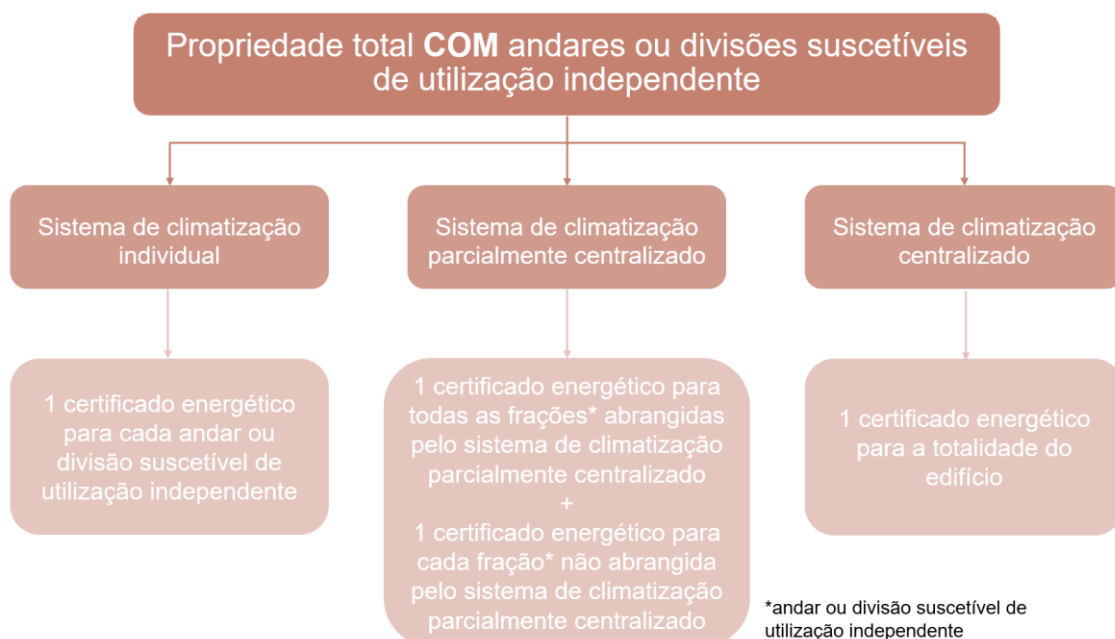 Propriedade total COM andares ou divisões suscetíveis
de utilização independente
Sistema de climatização
individual
Sistema de climatização
parcialmente centralizado
Sistema de climatização
centralizado
1 certificado energético
para cada andar ou
divisão suscetível de
utilização independente
1 certificado energético para
todas as frações* abrangidas
pelo sistema de climatização
parcialmente centralizado
+
1 certificado energético para
cada fração* não abrangida
pelo sistema de climatização
parcialmente centralizado
1 certificado energético
para a totalidade do
edifício
*andar ou divisão suscetível de
utilização independente